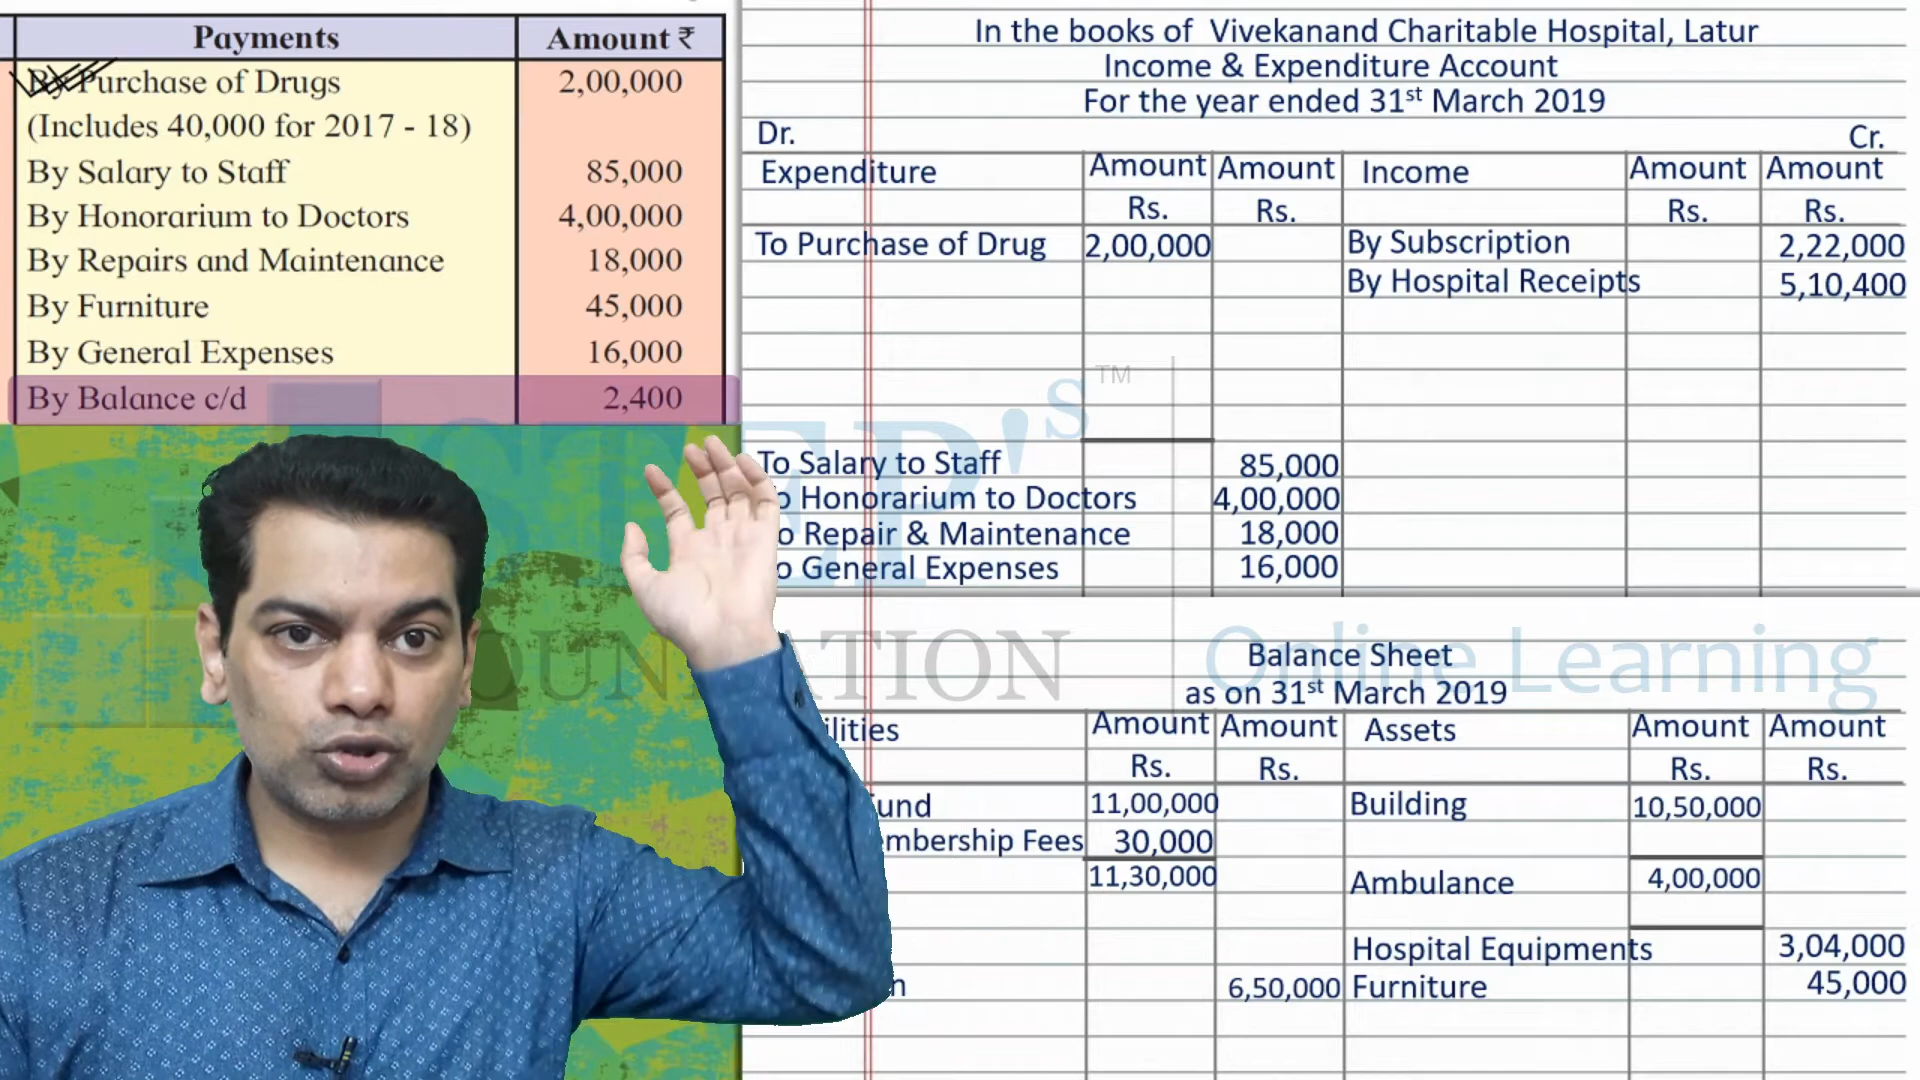 Payments Amount ₹
By Purchase of Drugs 2,00,000
(Includes 40,000 for 2017 - 18)
By Salary to Staff 85,000
By Honorarium to Doctors 4,00,000
By Repairs and Maintenance 18,000
By Furniture 45,000
By General Expenses 16,000
By Balance c/d 2,400
In the books of Vivekanand Charitable Hospital, Latur
Income & Expenditure Account
For the year ended 31st March 2019
Dr. Cr.
Expenditure Amount Amount Income Amount Amount
Rs. Rs. Rs. Rs.
To Purchase of Drug 2,00,000 By Subscription 2,22,000
By Hospital Receipts 5,10,400
To Salary to Staff 85,000
o Honorarium to Doctors 4,00,000
o Repair & Maintenance 18,000
o General Expenses 16,000
STEP's TM
OUN ATION Online Learning
Balance Sheet
as on 31st March 2019
ilities Amount Amount Assets Amount Amount
Rs. Rs. Rs. Rs.
und 11,00,000 Building 10,50,000
embership Fees 30,000
11,30,000 Ambulance 4,00,000
Hospital Equipments 3,04,000
n 6,50,000 Furniture 45,000